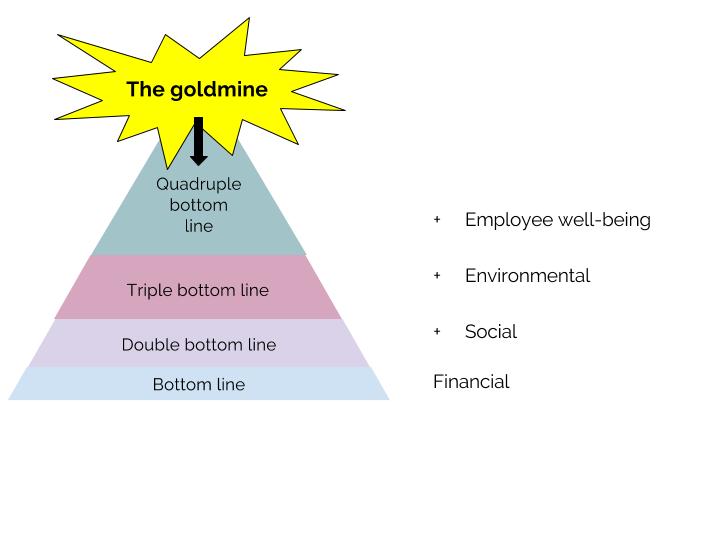 The goldmine
Quadruple
bottom
line
+ Employee well-being
Triple bottom line
+ Environmental
Double bottom line
+ Social
Bottom line
Financial